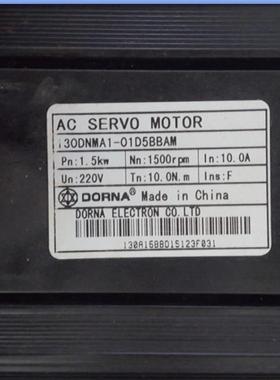 AC SERVO MOTOR
130DNMA1-01D5BBAM
Pn:1.5kw Nn:1500rpm In:10.0A
Un:220V Tn:10.0N.m Ins:F
DORNA® Made in China
DORNA ELECTRON CO.LTD
130A15BBD15123F031